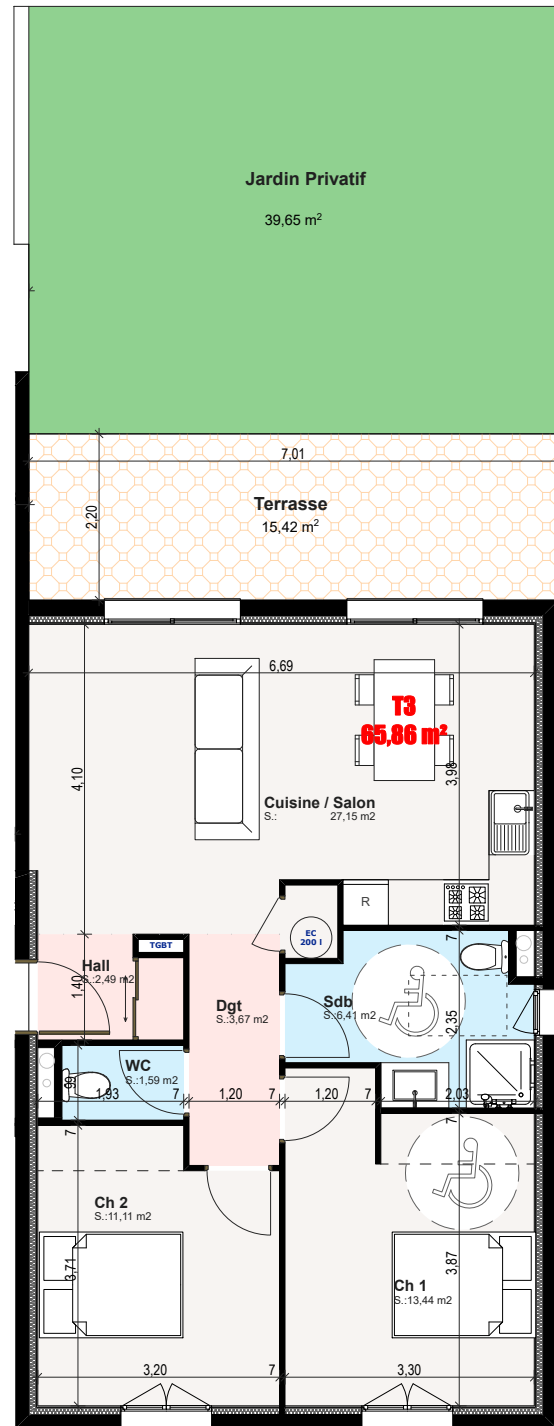 Jardin Privatif
39,65 m²
7,01
2,20
Terrasse
15,42 m²
6,69
T3
65,86 m²
4,10
3,98
Cuisine / Salon
S.: 27,15 m2
R
EC
200 l
TGBT
7
Hall
S.:2,49 m2
1,40
Dgt
S.:3,67 m2
Sdb
S.:6,41 m2
2,35
WC
S.:1,59 m2
99
1,93
7
1,20
7
1,20
7
2,03
7
7
Ch 2
S.:11,11 m2
3,71
Ch 1
S.:13,44 m2
3,87
3,20
7
3,30